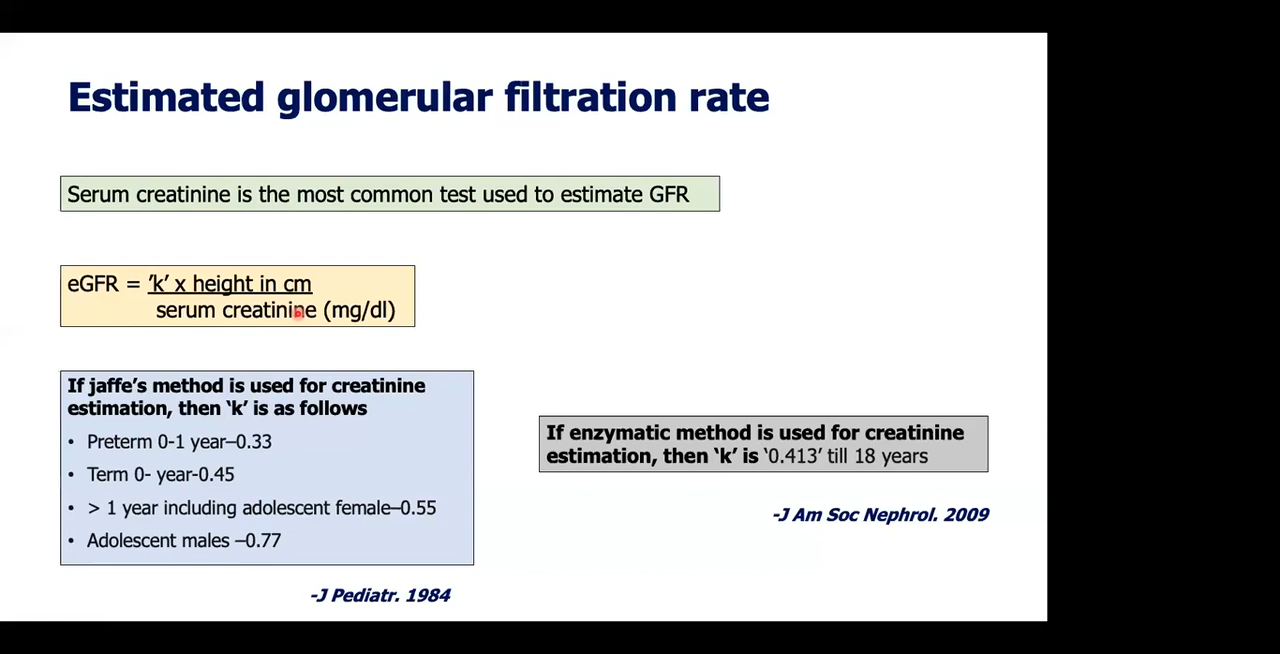 Estimated glomerular filtration rate
Serum creatinine is the most common test used to estimate GFR
eGFR = ’k’ x height in cm
serum creatinine (mg/dl)
If jaffe’s method is used for creatinine
estimation, then ‘k’ is as follows
• Preterm 0-1 year–0.33
• Term 0- year-0.45
• > 1 year including adolescent female–0.55
• Adolescent males –0.77
-J Pediatr. 1984
If enzymatic method is used for creatinine
estimation, then ‘k’ is ‘0.413’ till 18 years
-J Am Soc Nephrol. 2009